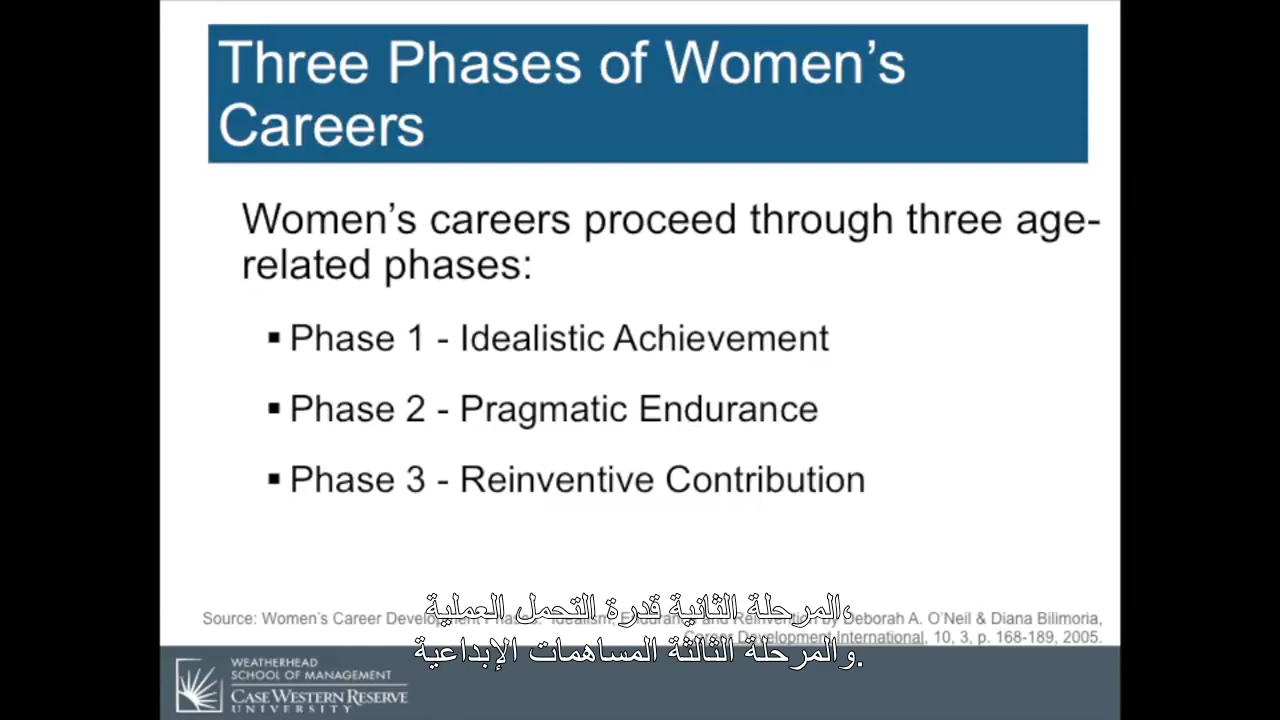 Three Phases of Women's
Careers
Women's careers proceed through three age-
related phases:
▪ Phase 1 - Idealistic Achievement
▪ Phase 2 - Pragmatic Endurance
▪ Phase 3 - Reinventive Contribution
المرحلة الثانية قدرة التحمل العملية،
Source: Women's Career Development Phases: Idealism, Endurance and Reinvention by Deborah A. O'Neil & Diana Bilimoria,
Career Development International, 10, 3, p. 168-189, 2005.
والمرحلة الثالثة المساهمات الإبداعية.
WEATHERHEAD
SCHOOL OF MANAGEMENT
CASE WESTERN RESERVE
UNIVERSITY